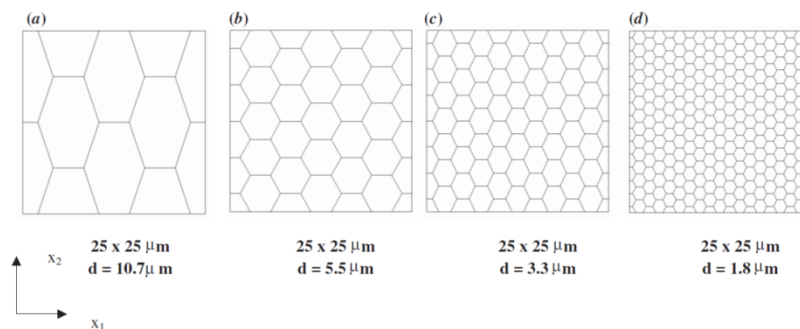 (a) (b) (c) (d)
25 x 25 μm 25 x 25 μm 25 x 25 μm 25 x 25 μm
d = 10.7μ m d = 5.5 μm d = 3.3 μm d = 1.8 μm
x₂
x₁